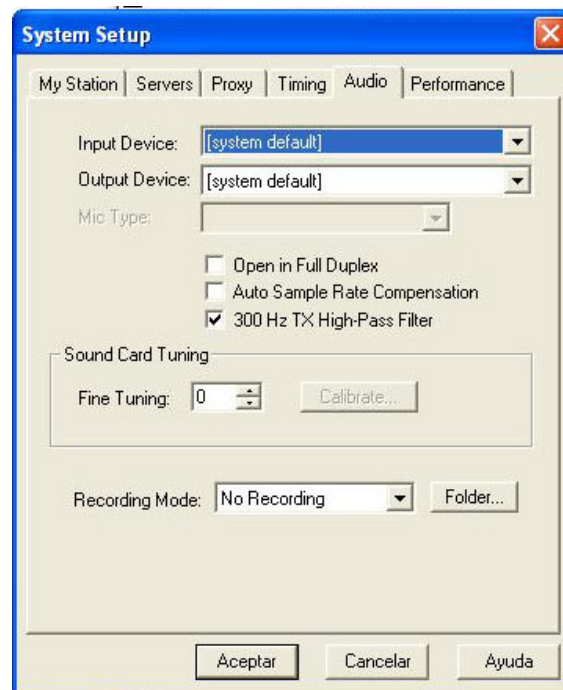 System Setup
My Station Servers Proxy Timing Audio Performance
Input Device: [system default]
Output Device: [system default]
Mic Type:
Open in Full Duplex
Auto Sample Rate Compensation
300 Hz TX High-Pass Filter
Sound Card Tuning
Fine Tuning: 0 Calibrate...
Recording Mode: No Recording Folder...
Aceptar Cancelar Ayuda